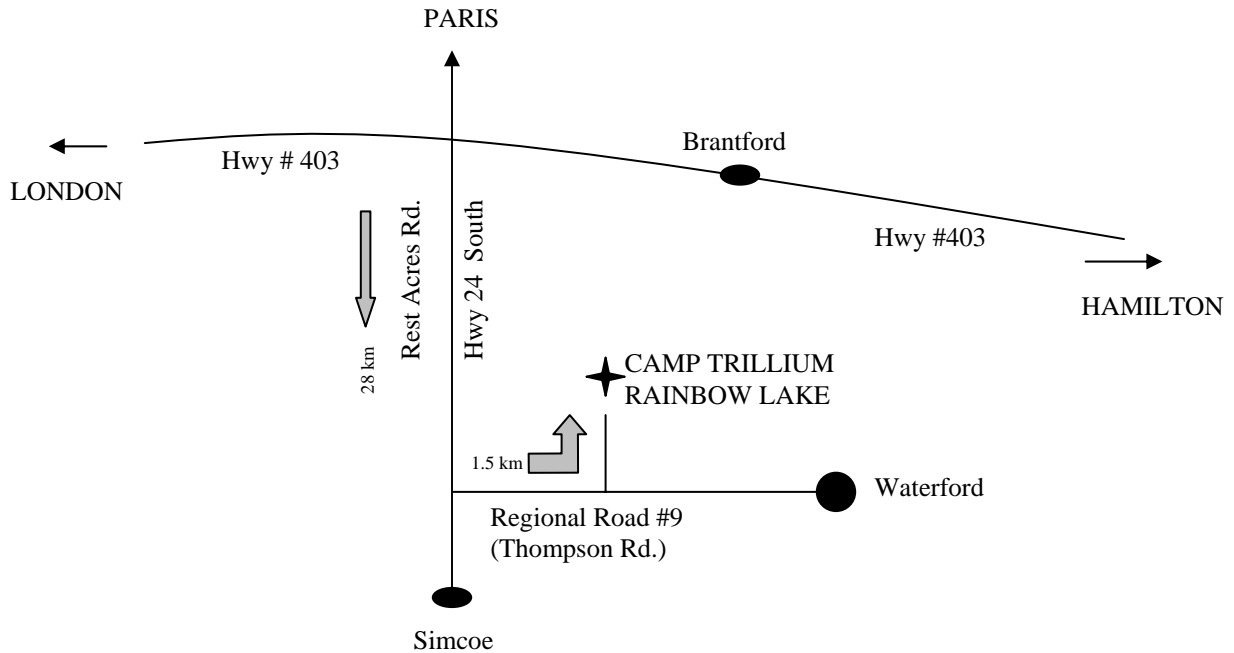 PARIS
Brantford
Hwy # 403
LONDON
Hwy #403
HAMILTON
Rest Acres Rd.
Hwy 24 South
28 km
CAMP TRILLIUM
RAINBOW LAKE
1.5 km
Waterford
Regional Road #9
(Thompson Rd.)
Simcoe